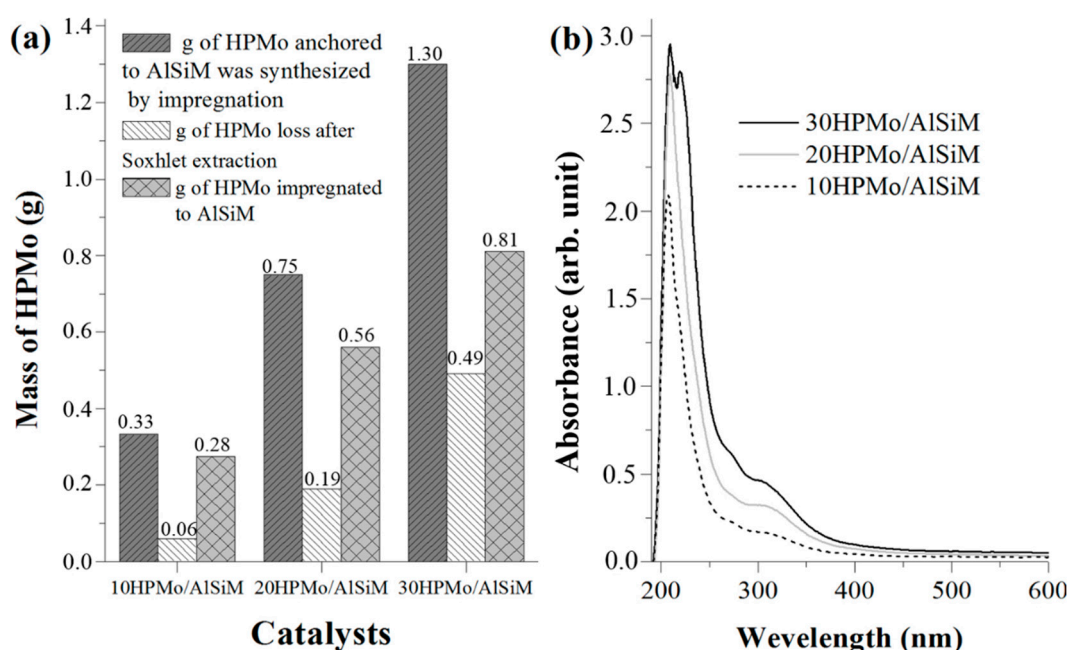 (a)
1.4
1.2
1.0
0.8
0.6
0.4
0.2
0.0
Mass of HPMo (g)
g of HPMo anchored
to AlSiM was synthesized
by impregnation
g of HPMo loss after
Soxhlet extraction
g of HPMo impregnated
to AlSiM
0.33
0.06
0.28
0.75
0.19
0.56
1.30
0.49
0.81
10HPMo/AlSiM
20HPMo/AlSiM
30HPMo/AlSiM
Catalysts
(b)
3.0
2.5
2.0
1.5
1.0
0.5
0.0
Absorbance (arb. unit)
30HPMo/AlSiM
20HPMo/AlSiM
10HPMo/AlSiM
200
300
400
500
600
Wevelength (nm)